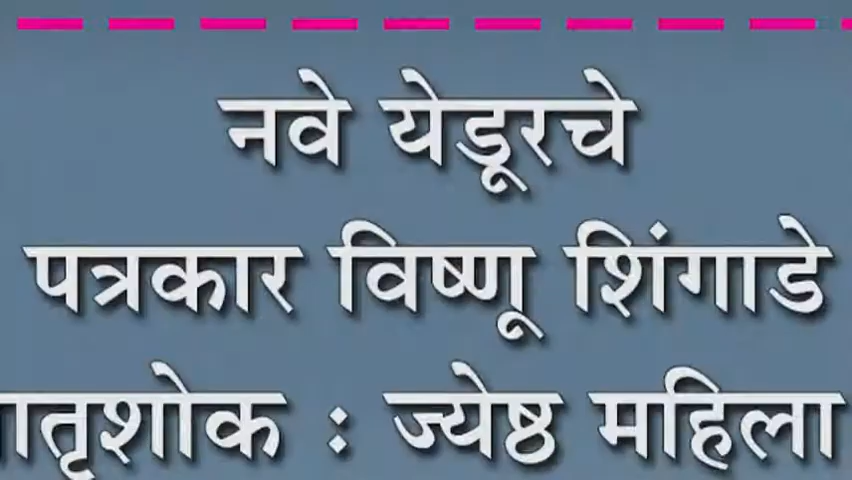 नवे येडूरचे
पत्रकार विष्णू शिंगाडे
ज्येष्ठ महिला